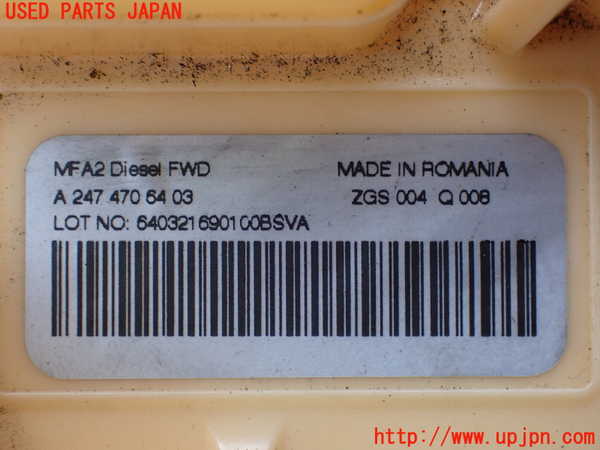 USED PARTS JAPAN
MFA2 Diesel FWD MADE IN ROMANIA
A 247 470 64 03 ZGS 004 Q 008
LOT NO: 640321690100BSVA
http://www.upjpn.com/